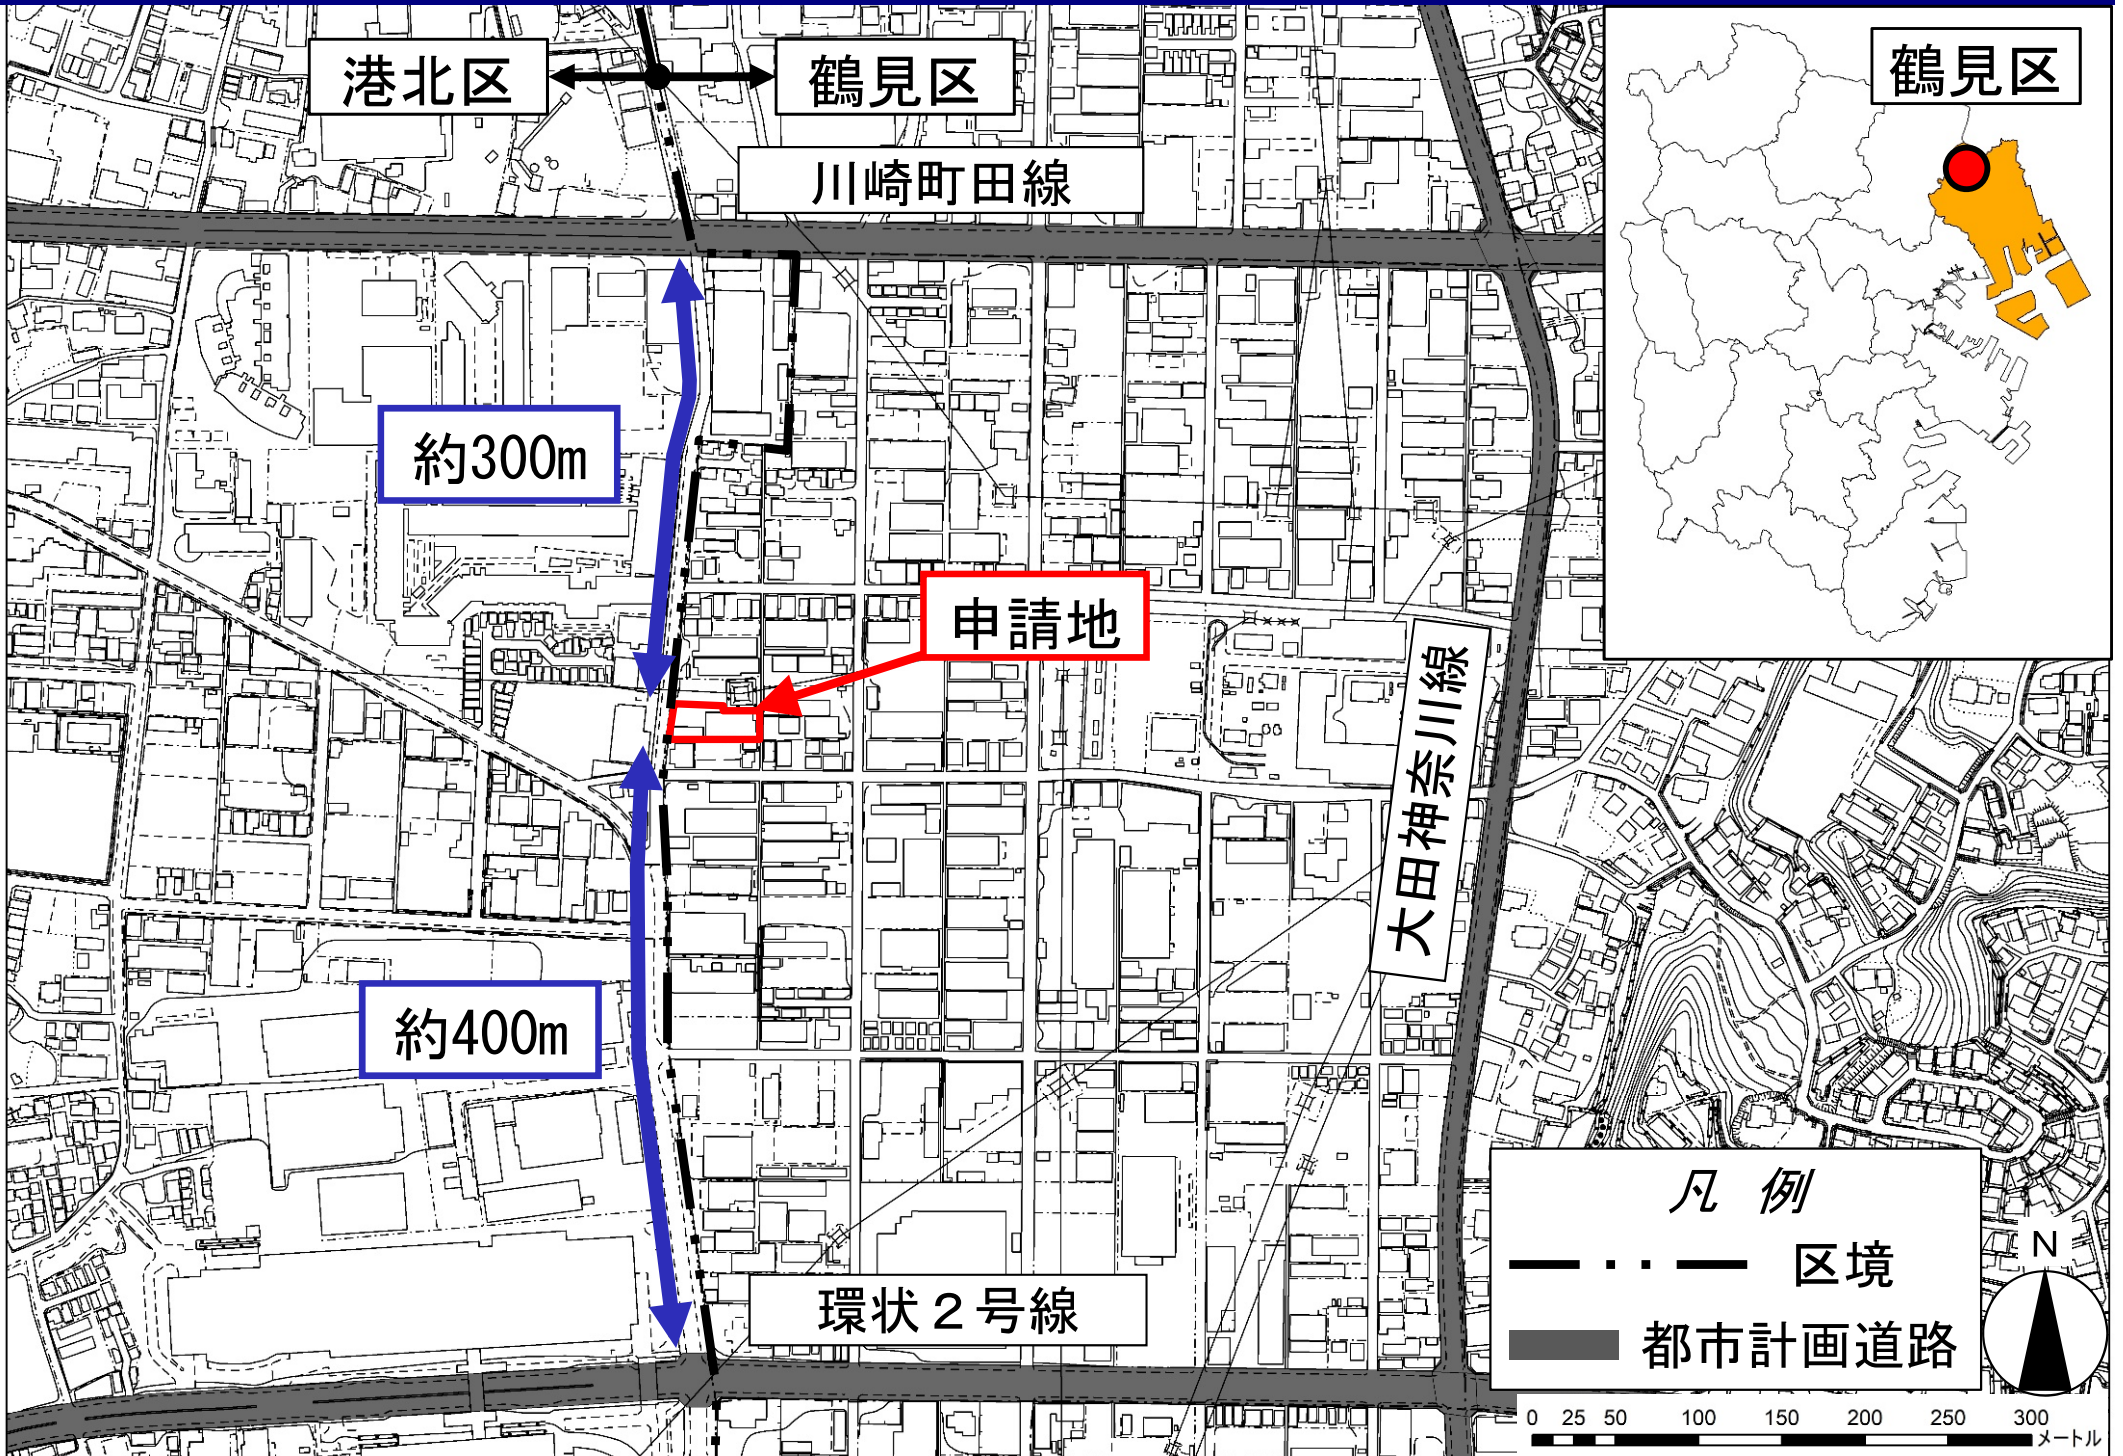 港北区
鶴見区
鶴見区
川崎町田線
約300m
申請地
大田神奈川線
約400m
環状2号線
凡例
区境
都市計画道路
N
0 25 50 100 150 200 250 300
メートル